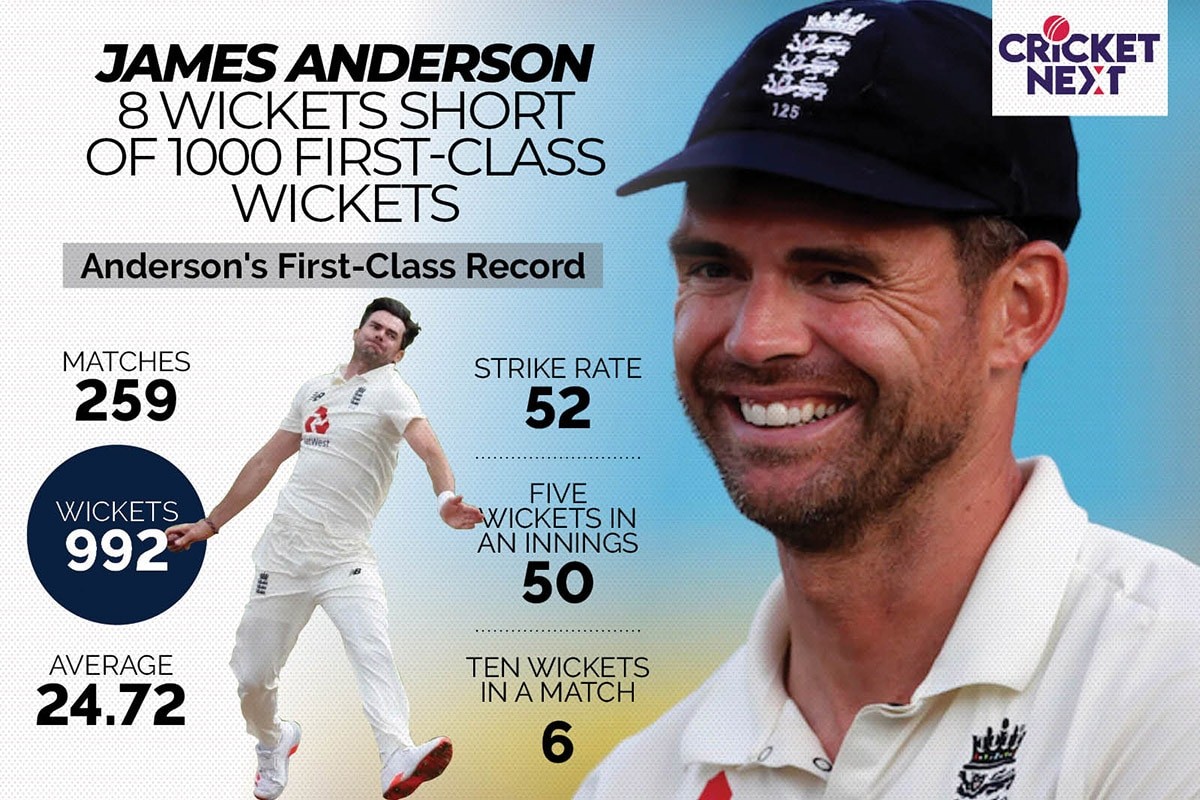 JAMES ANDERSON
8 WICKETS SHORT
OF 1000 FIRST-CLASS
WICKETS
CRICKET
NEXT
125
Anderson's First-Class Record
MATCHES
259
WICKETS
992
AVERAGE
24.72
STRIKE RATE
52
FIVE
WICKETS IN
AN INNINGS
50
TEN WICKETS
IN A MATCH
6